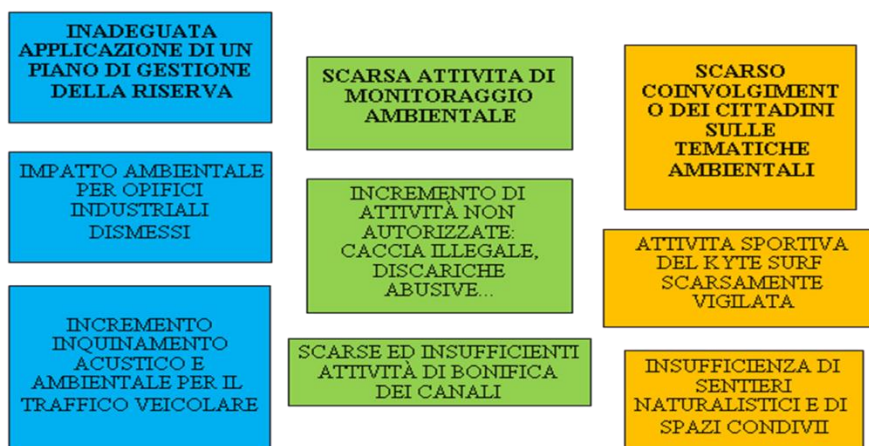 INADEGUATA
APPLICAZIONE DI UN
PIANO DI GESTIONE
DELLA RISERVA
IMPATTO AMBIENTALE
PER OPIFICI
INDUSTRIALI
DISMESSI
INCREMENTO
INQUINAMENTO
ACUSTICO E
AMBIENTALE PER IL
TRAFFICO VEICOLARE
SCARSA ATTIVITA DI
MONITORAGGIO
AMBIENTALE
INCREMENTO DI
ATTIVITÀ NON
AUTORIZZATE:
CACCIA ILLEGALE,
DISCARICHE
ABUSIVE...
SCARSE ED INSUFFICIENTI
ATTIVITÀ DI BONIFICA
DEI CANALI
SCARSO
COINVOLGIMENT
O DEI CITTADINI
SULLE
TEMATICHE
AMBIENTALI
ATTIVITA SPORTIVA
DEL KYTE SURF
SCARSAMENTE
VIGILATA
INSUFFICIENZA DI
SENTIERI
NATURALISTICI E DI
SPAZI CONDIVII